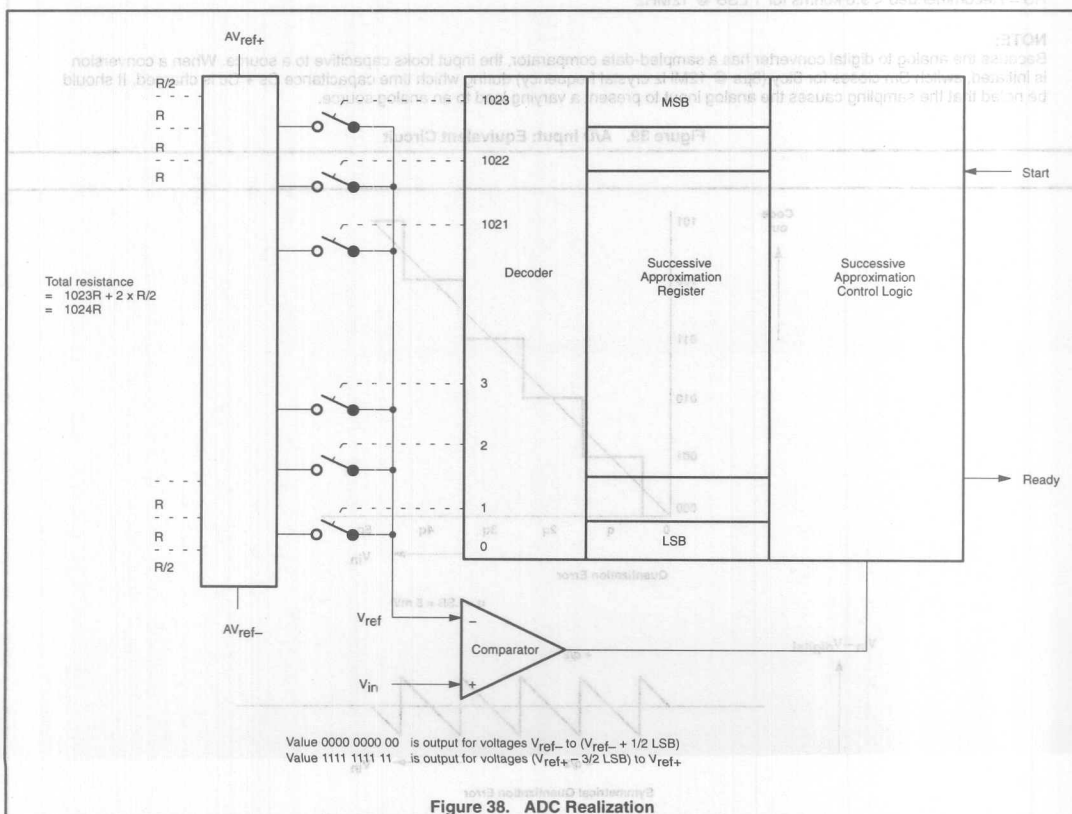 AVref+
R/2
R
R
R
1023
1022
1021
MSB
Start
Total resistance
= 1023R + 2 x R/2
= 1024R
Decoder
Successive
Approximation
Register
Successive
Approximation
Control Logic
3
2
1
0
R
R
R/2
LSB
Ready
AVref–
Vref
–
Comparator
Vin
+
Value 0000 0000 00 is output for voltages Vref– to (Vref– + 1/2 LSB)
Value 1111 1111 11 is output for voltages (Vref+ – 3/2 LSB) to Vref+
Figure 38. ADC Realization